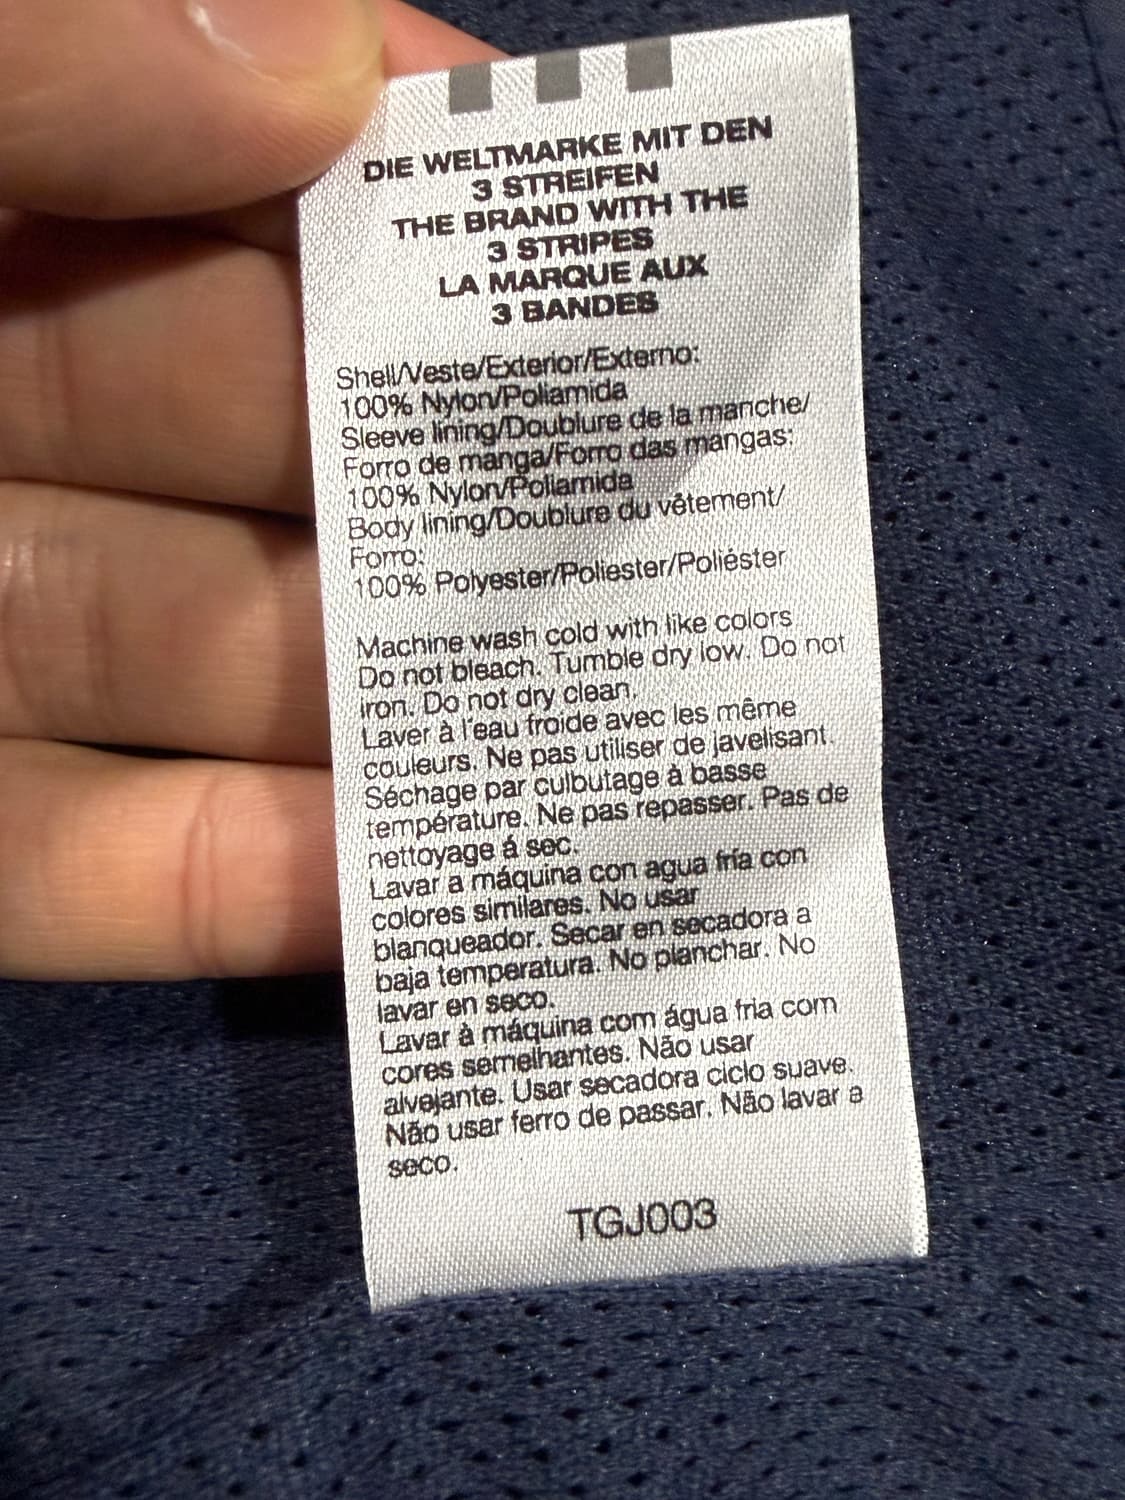 DIE WELTMARKE MIT DEN
3 STREIFEN
THE BRAND WITH THE
3 STRIPES
LA MARQUE AUX
3 BANDES
Shell/Veste/Exterior/Externo:
100% Nylon/Poliamida
Sleeve lining/Doublure de la manche/
Forro de manga/Forro das mangas:
100% Nylon/Poliamida
Body lining/Doublure du vêtement/
Forro:
100% Polyester/Poliester/Poliéster
Machine wash cold with like colors
Do not bleach. Tumble dry low. Do not
iron. Do not dry clean.
Laver à l'eau froide avec les même
couleurs. Ne pas utiliser de javelisant.
Séchage par culbutage à basse
température. Ne pas repasser. Pas de
nettoyage á sec.
Lavar a máquina con agua fría con
colores similares. No usar
blanqueador. Secar en secadora a
baja temperatura. No planchar. No
lavar en seco.
Lavar à máquina com água fria com
cores semelhantes. Não usar
alvejante. Usar secadora ciclo suave.
Não usar ferro de passar. Não lavar a
seco.
TGJ003